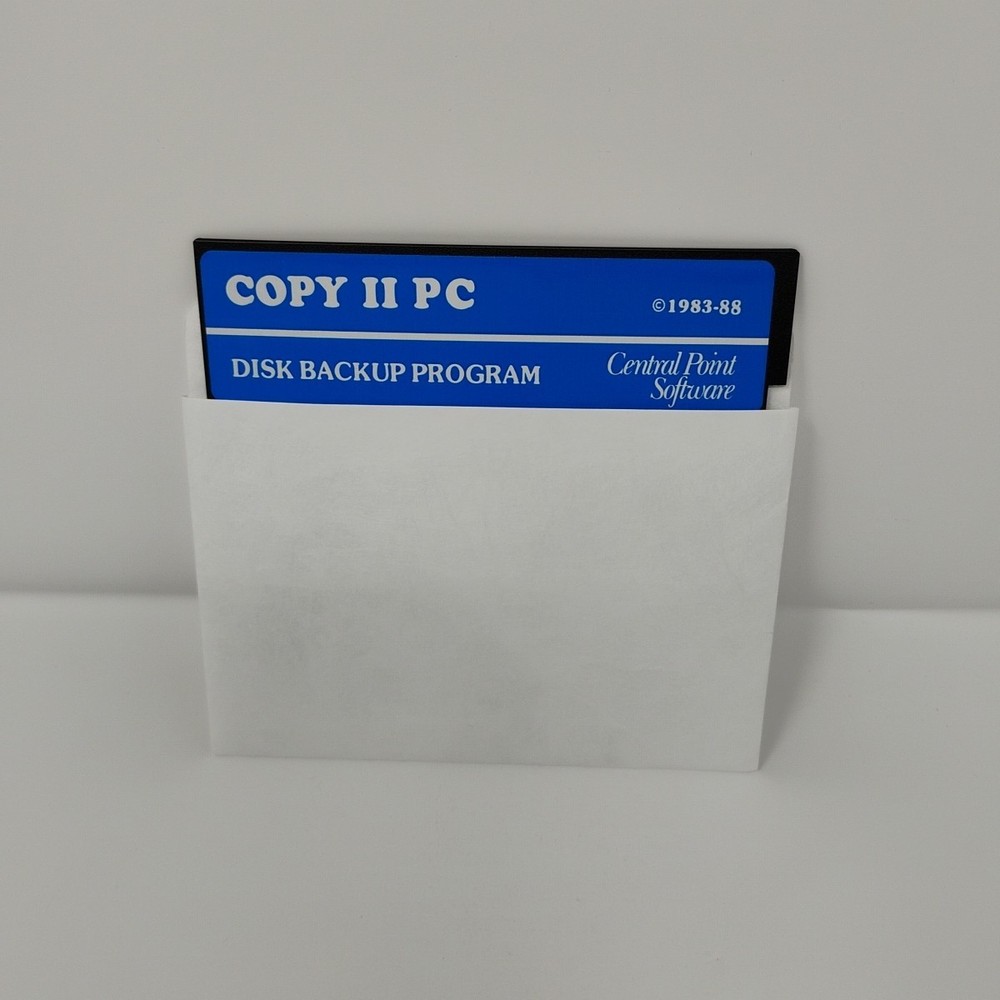 COPY II PC
©1983-88
DISK BACKUP PROGRAM
Central Point
Software